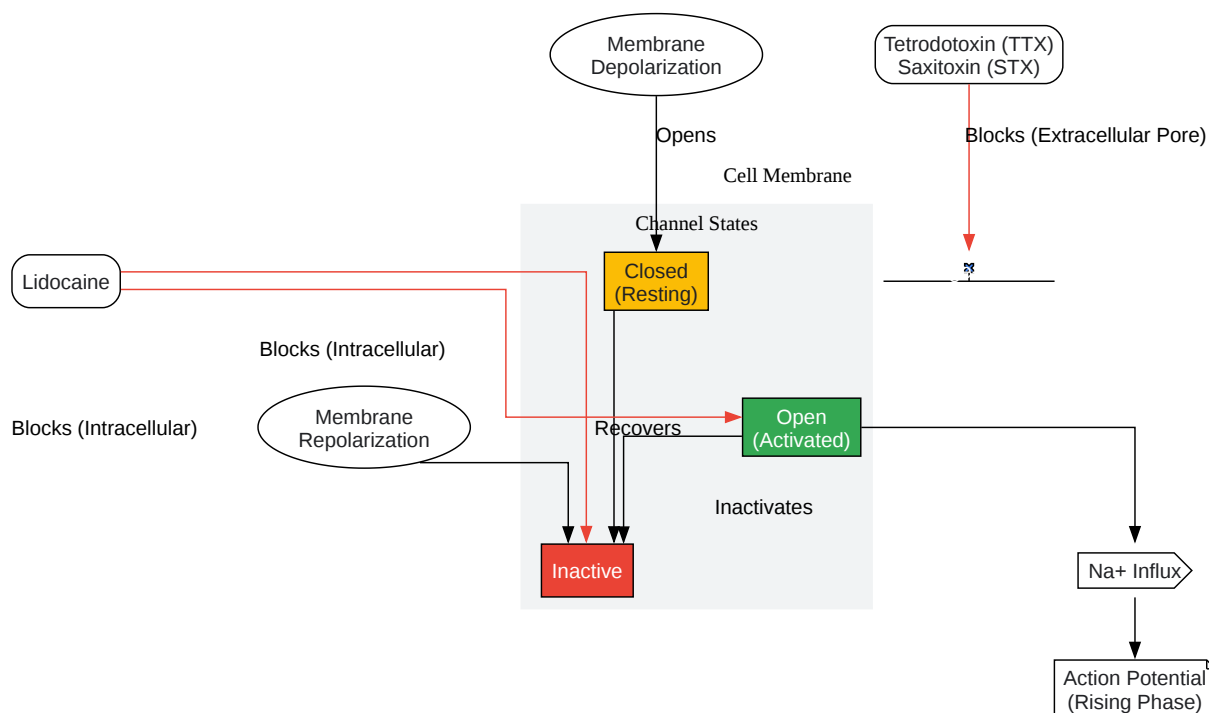 Membrane
Depolarization
Tetrodotoxin (TTX)
Saxitoxin (STX)
Opens
Blocks (Extracellular Pore)
Cell Membrane
Channel States
Lidocaine
Closed
(Resting)
Blocks (Intracellular)
Blocks (Intracellular)
Membrane
Repolarization
Recovers
Open
(Activated)
Inactivates
Inactive
Na+ Influx
Action Potential
(Rising Phase)